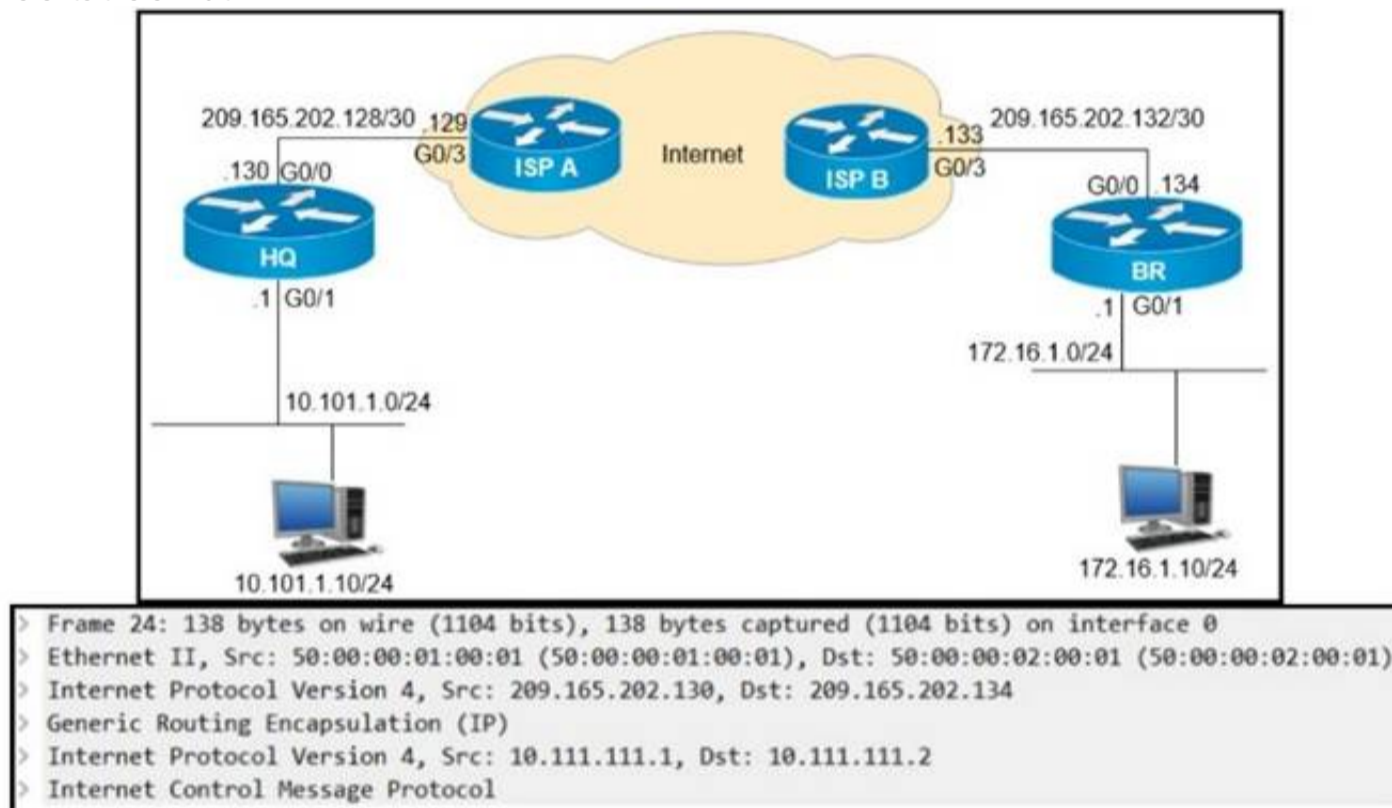 209.165.202.128/30
.129
G0/3
ISP A
Internet
ISP B
.133
G0/3
209.165.202.132/30
.130 G0/0
HQ
.1 G0/1
G0/0 .134
BR
.1 G0/1
172.16.1.0/24
10.101.1.0/24
10.101.1.10/24
172.16.1.10/24
> Frame 24: 138 bytes on wire (1104 bits), 138 bytes captured (1104 bits) on interface 0
> Ethernet II, Src: 50:00:00:01:00:01 (50:00:00:01:00:01), Dst: 50:00:00:02:00:01 (50:00:00:02:00:01)
> Internet Protocol Version 4, Src: 209.165.202.130, Dst: 209.165.202.134
> Generic Routing Encapsulation (IP)
> Internet Protocol Version 4, Src: 10.111.111.1, Dst: 10.111.111.2
> Internet Control Message Protocol